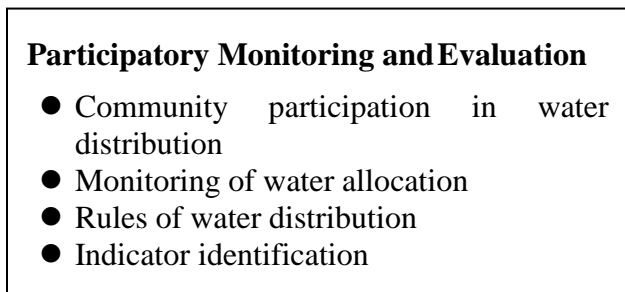 Participatory Monitoring and Evaluation
● Community participation in water
distribution
● Monitoring of water allocation
● Rules of water distribution
● Indicator identification